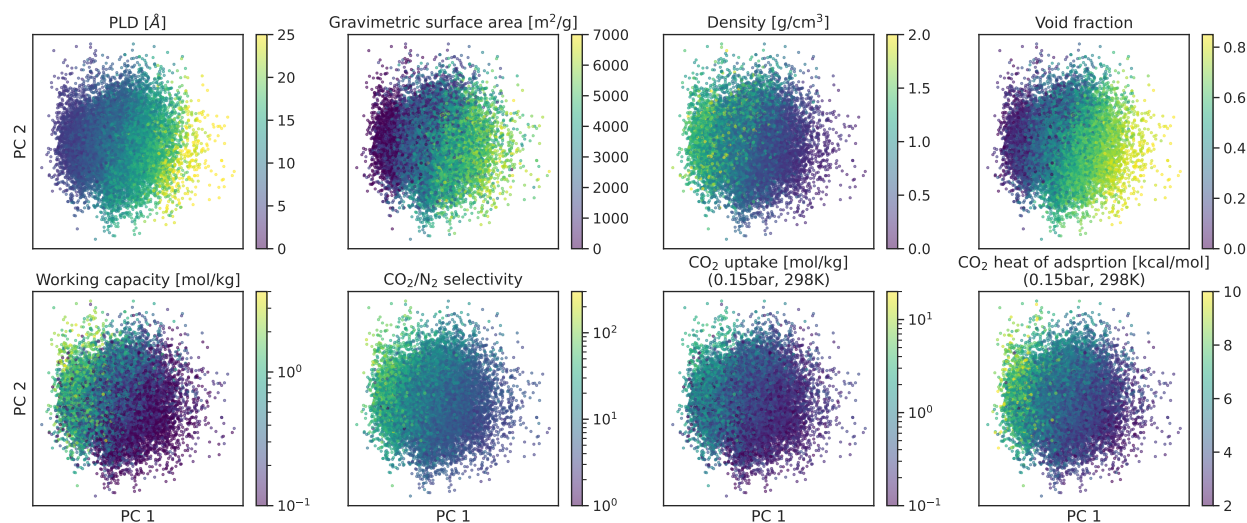 PLD [Å]
25
20
15
10
5
0
PC 2
Gravimetric surface area [m²/g]
7000
6000
5000
4000
3000
2000
1000
0
Density [g/cm³]
2.0
1.5
1.0
0.5
0.0
Void fraction
0.8
0.6
0.4
0.2
0.0
Working capacity [mol/kg]
10⁰
10⁻¹
PC 2
PC 1
CO₂/N₂ selectivity
10²
10¹
10⁰
PC 1
CO₂ uptake [mol/kg]
(0.15bar, 298K)
10¹
10⁰
10⁻¹
PC 1
CO₂ heat of adsprtion [kcal/mol]
(0.15bar, 298K)
10
8
6
4
2
PC 1